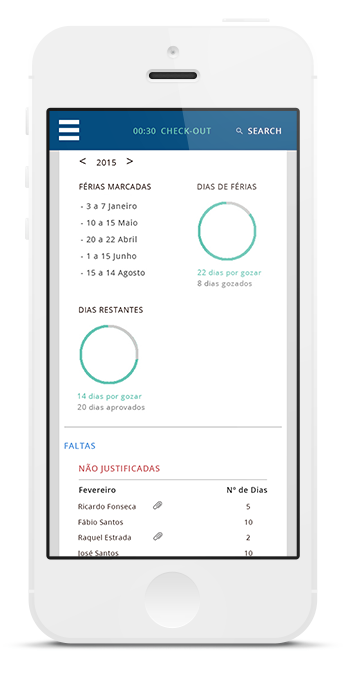 00:30 CHECK-OUT SEARCH
< 2015 >
FÉRIAS MARCADAS
- 3 a 7 Janeiro
- 10 a 15 Maio
- 20 a 22 Abril
- 1 a 15 Junho
- 15 a 14 Agosto
DIAS DE FÉRIAS
22 dias por gozar
8 dias gozados
DIAS RESTANTES
14 dias por gozar
20 dias aprovados
FALTAS
NÃO JUSTIFICADAS
Fevereiro Nº de Dias
Ricardo Fonseca 5
Fábio Santos 10
Raquel Estrada 2
José Santos 10